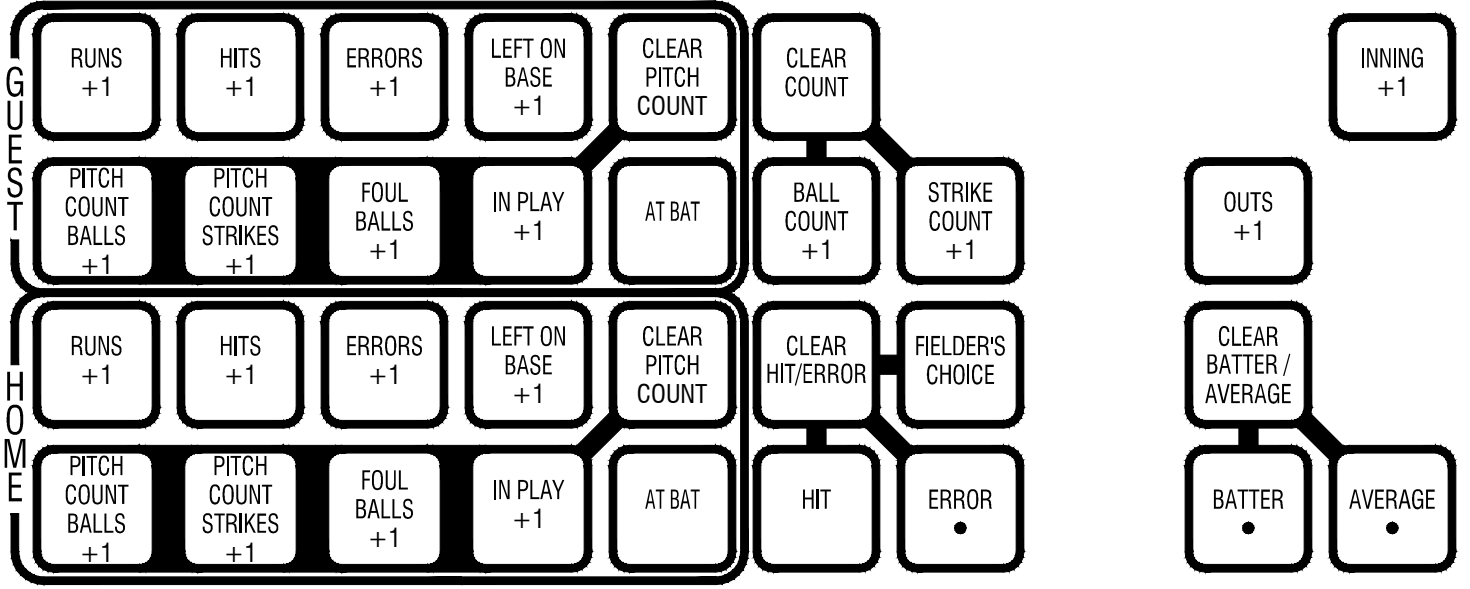 GUEST
RUNS
+1
HITS
+1
ERRORS
+1
LEFT ON
BASE
+1
CLEAR
PITCH
COUNT
CLEAR
COUNT
INNING
+1
PITCH
COUNT
BALLS
+1
PITCH
COUNT
STRIKES
+1
FOUL
BALLS
+1
IN PLAY
+1
AT BAT
BALL
COUNT
+1
STRIKE
COUNT
+1
OUTS
+1
HOME
RUNS
+1
HITS
+1
ERRORS
+1
LEFT ON
BASE
+1
CLEAR
PITCH
COUNT
CLEAR
HIT/ERROR
FIELDER'S
CHOICE
CLEAR
BATTER /
AVERAGE
PITCH
COUNT
BALLS
+1
PITCH
COUNT
STRIKES
+1
FOUL
BALLS
+1
IN PLAY
+1
AT BAT
HIT
ERROR
•
BATTER
•
AVERAGE
•